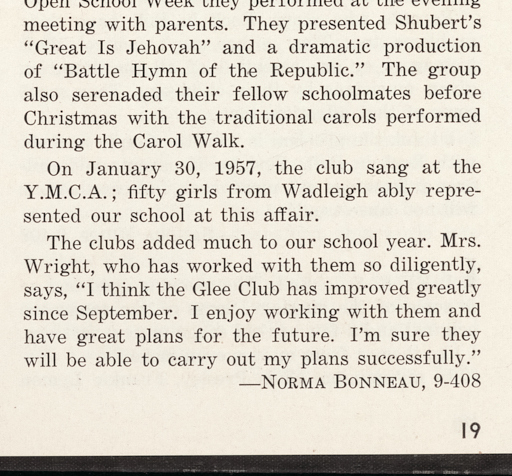 Open School Week they performed at the evening
meeting with parents. They presented Shubert's
"Great Is Jehovah" and a dramatic production
of "Battle Hymn of the Republic." The group
also serenaded their fellow schoolmates before
Christmas with the traditional carols performed
during the Carol Walk.
On January 30, 1957, the club sang at the
Y.M.C.A.; fifty girls from Wadleigh ably repre-
sented our school at this affair.
The clubs added much to our school year. Mrs.
Wright, who has worked with them so diligently,
says, "I think the Glee Club has improved greatly
since September. I enjoy working with them and
have great plans for the future. I'm sure they
will be able to carry out my plans successfully."
—NORMA BONNEAU, 9-408
19